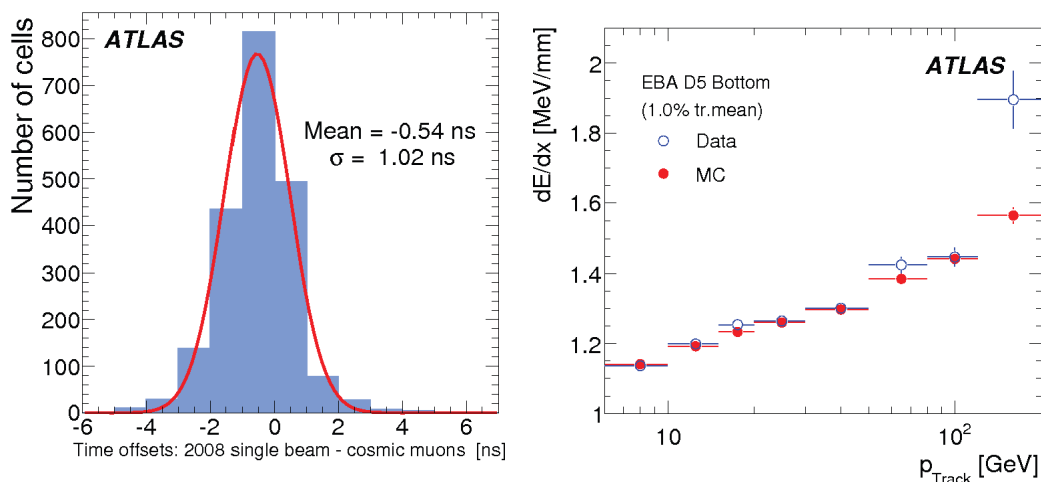 ATLAS
Number of cells
800
700
600
500
400
300
200
100
0
Mean = -0.54 ns
σ = 1.02 ns
-6 -4 -2 0 2 4 6
Time offsets: 2008 single beam - cosmic muons [ns]
dE/dx [MeV/mm]
2
1.8
1.6
1.4
1.2
1
ATLAS
EBA D5 Bottom
(1.0% tr.mean)
Data
MC
10 10²
pTrack [GeV]